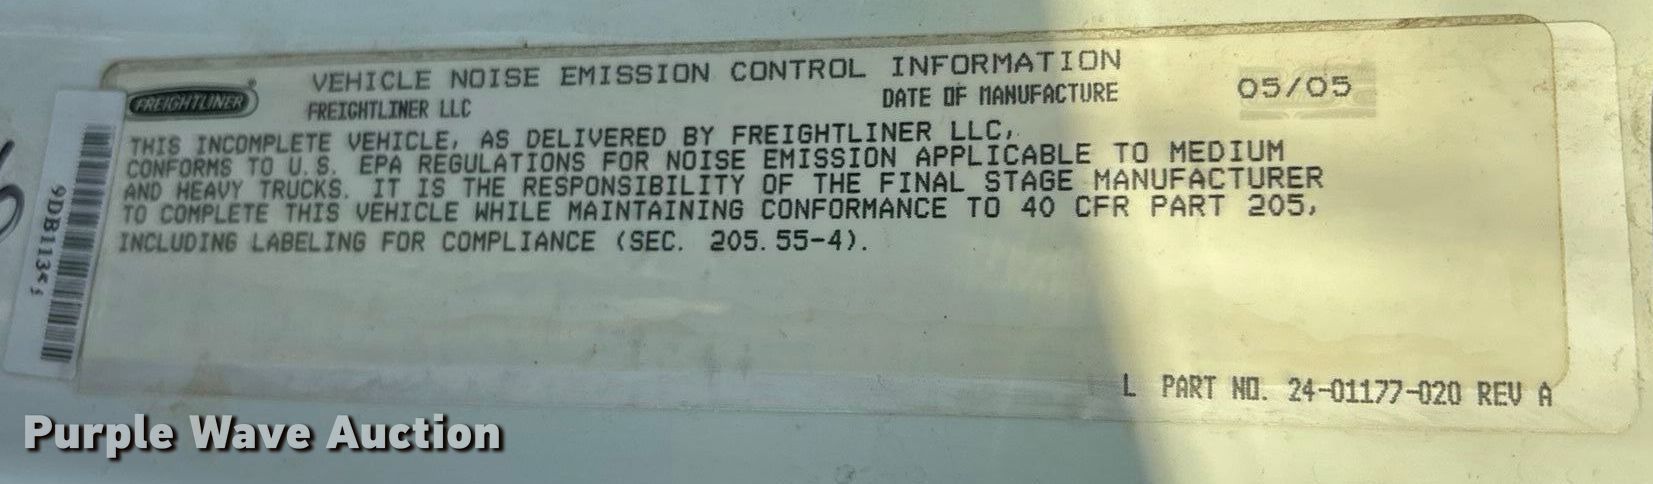 FREIGHTLINER
VEHICLE NOISE EMISSION CONTROL INFORMATION
FREIGHTLINER LLC
DATE OF MANUFACTURE 05/05
THIS INCOMPLETE VEHICLE, AS DELIVERED BY FREIGHTLINER LLC,
CONFORMS TO U.S. EPA REGULATIONS FOR NOISE EMISSION APPLICABLE TO MEDIUM
AND HEAVY TRUCKS. IT IS THE RESPONSIBILITY OF THE FINAL STAGE MANUFACTURER
TO COMPLETE THIS VEHICLE WHILE MAINTAINING CONFORMANCE TO 40 CFR PART 205,
INCLUDING LABELING FOR COMPLIANCE (SEC. 205.55-4).
L PART NO. 24-01177-020 REV A
Purple Wave Auction